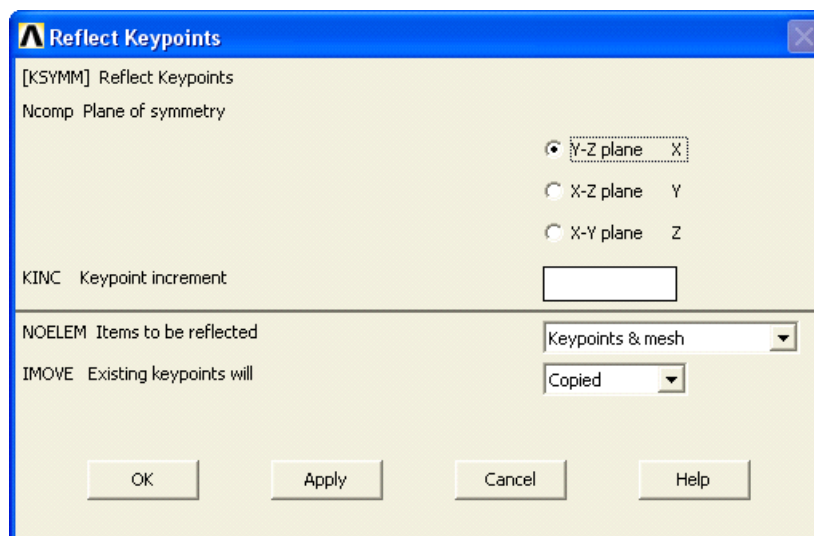 Reflect Keypoints
[KSYMM] Reflect Keypoints
Ncomp Plane of symmetry
Y-Z plane X
X-Z plane Y
X-Y plane Z
KINC Keypoint increment
NOELEM Items to be reflected Keypoints & mesh
IMOVE Existing keypoints will Copied
OK Apply Cancel Help